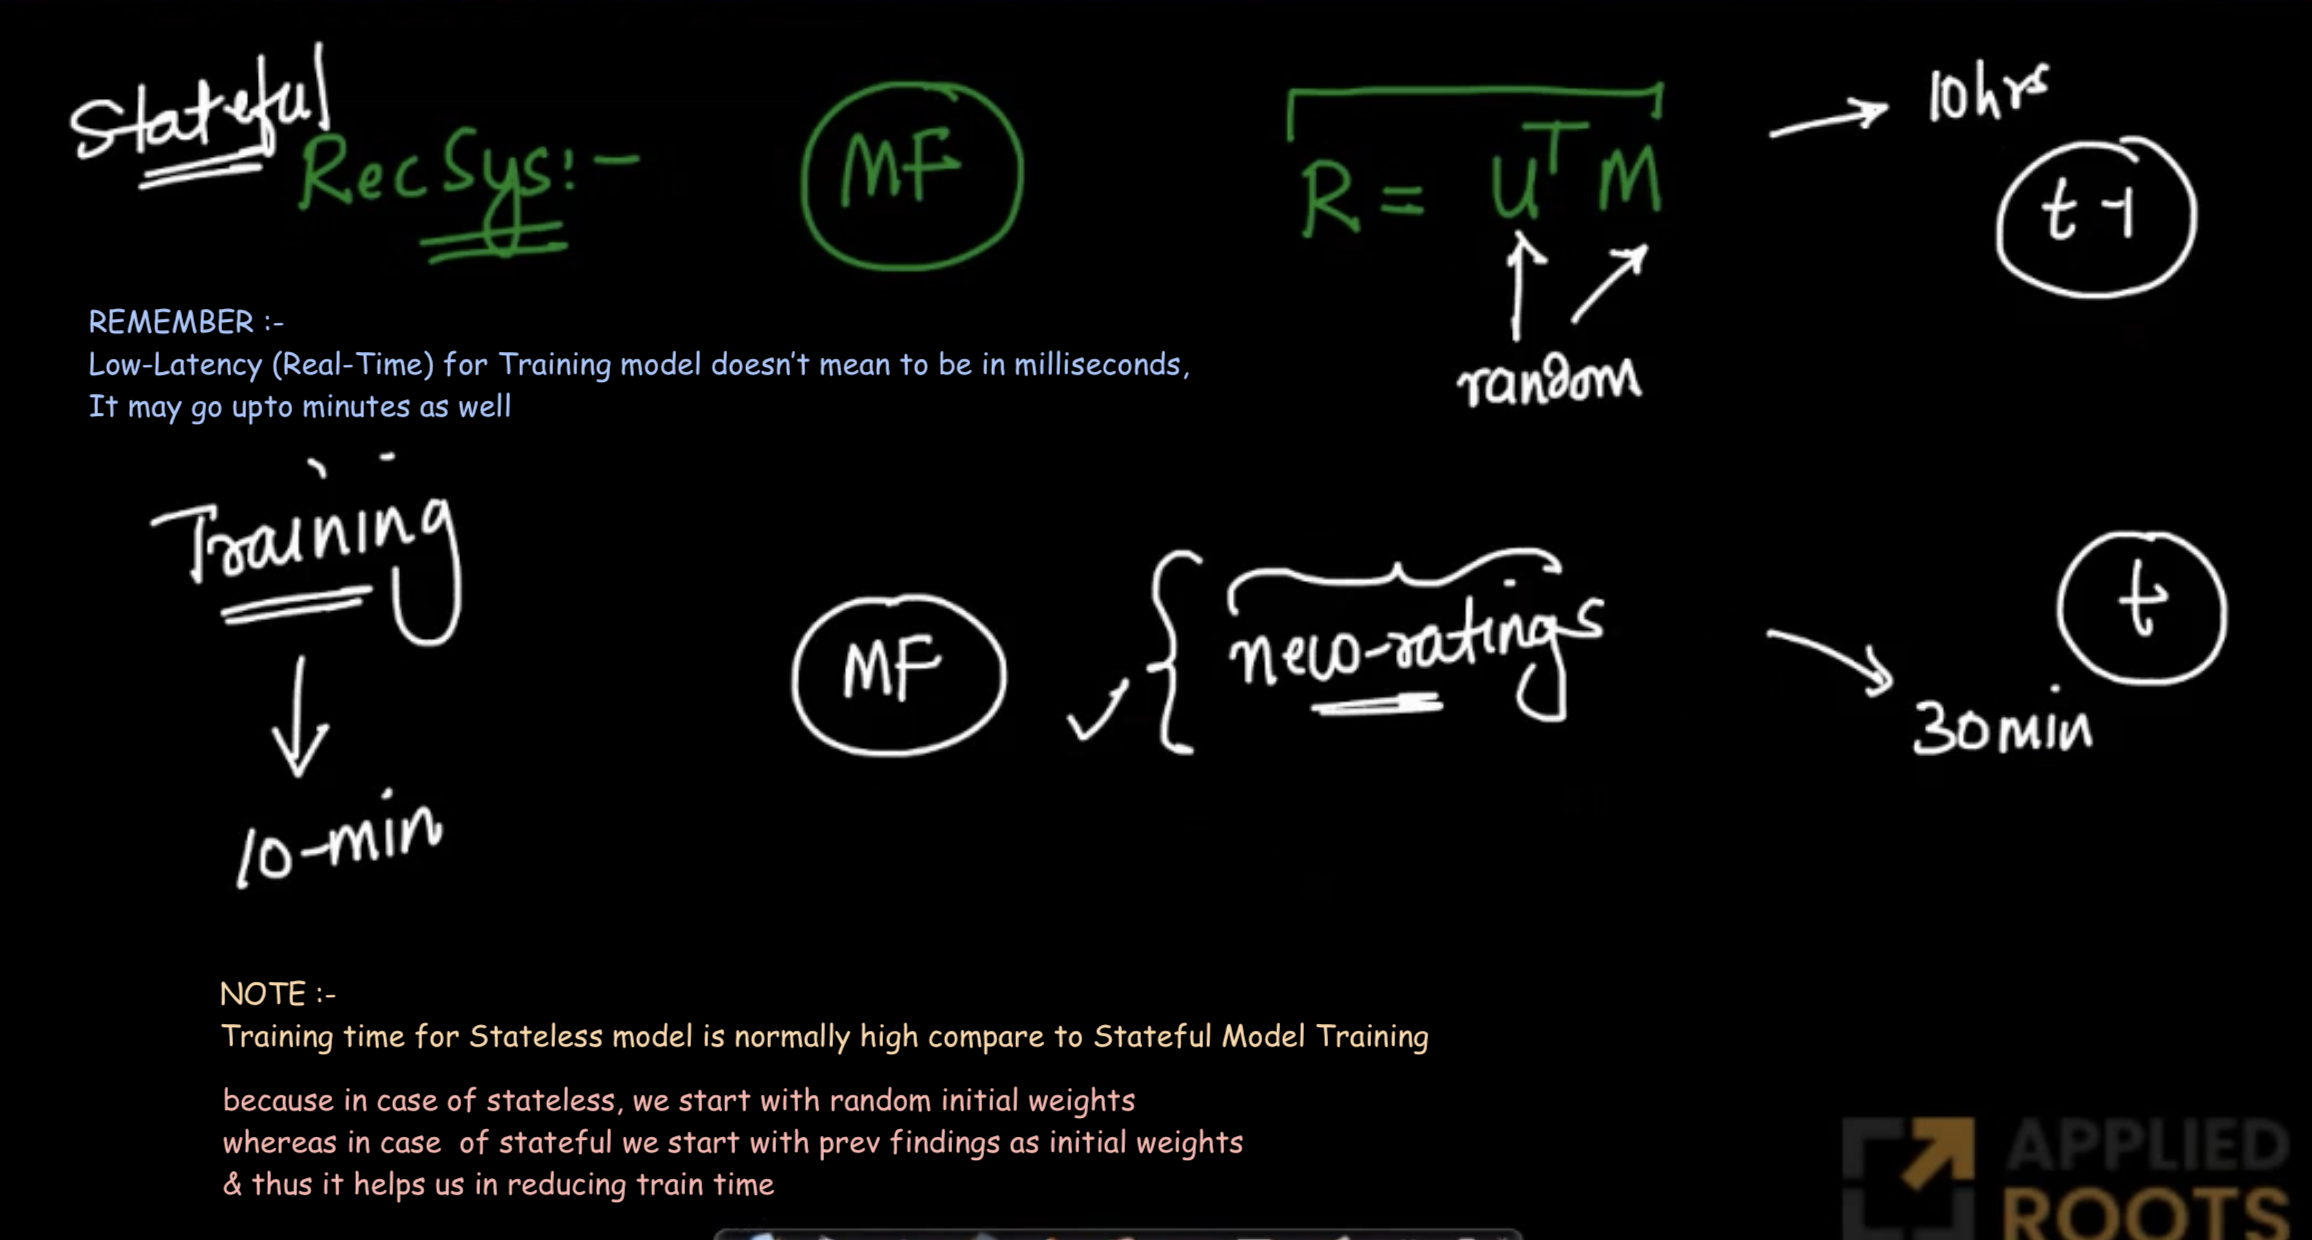 Stateful
RecSys:-
MF
R = UᵀM
10hrs
t-1
random
REMEMBER :-
Low-Latency (Real-Time) for Training model doesn't mean to be in milliseconds,
It may go upto minutes as well
Training
10-min
MF
new-ratings
t
30min
NOTE :-
Training time for Stateless model is normally high compare to Stateful Model Training
because in case of stateless, we start with random initial weights
whereas in case of stateful we start with prev findings as initial weights
& thus it helps us in reducing train time
APPLIED
ROOTS